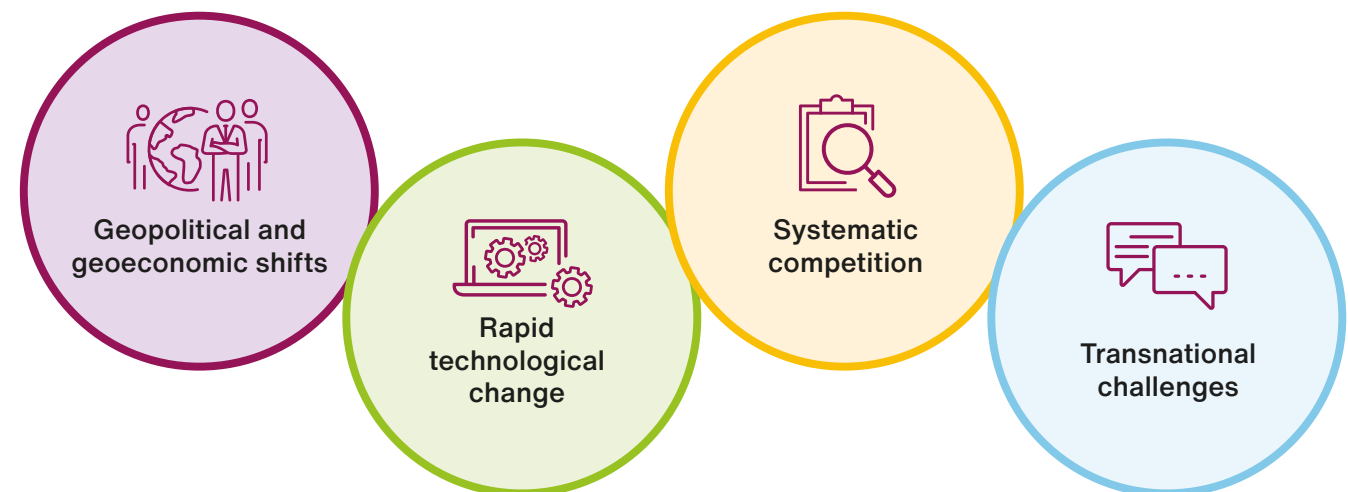 Geopolitical and
geoeconomic shifts
Rapid
technological
change
Systematic
competition
Transnational
challenges